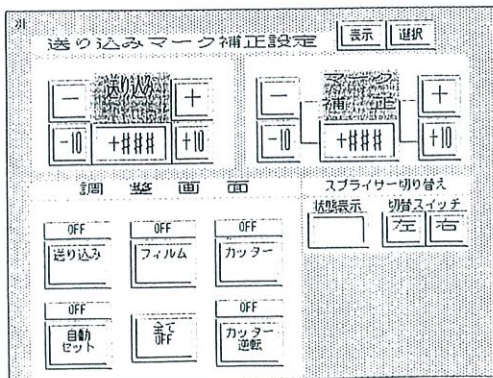 送り込みマーク補正設定
表示 選択
送り込み マーク補正
− + − +
-10 +### +10 -10 +### +10
調整画面 スプライサー切り替え
状態表示 切替スイッチ
左 右
OFF OFF OFF
送り込み フィルム カッター
OFF OFF
自動セット 全てOFF カッター逆転